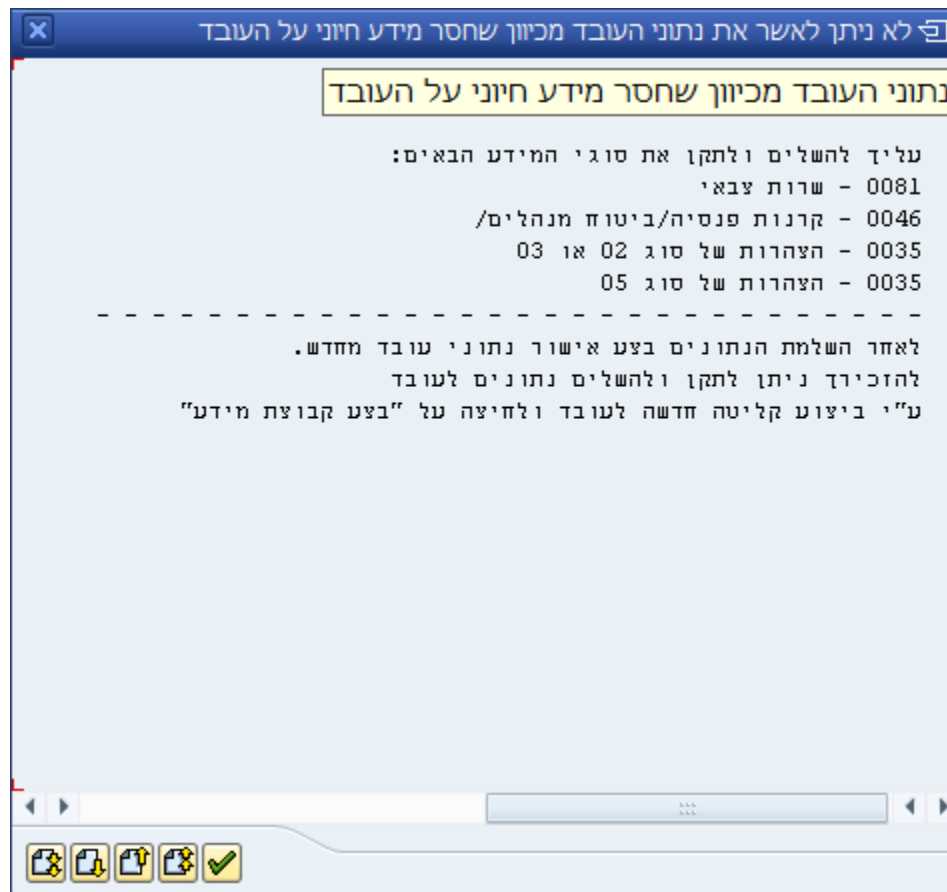 לא ניתן לאשר את נתוני העובד מכיוון שחסר מידע חיוני על העובד
נתוני העובד מכיוון שחסר מידע חיוני על העובד
עליך להשלים ולתקן את סוגי המידע הבאים:
0081 - שרות צבאי
0046 - קרנות פנסיה/ביטוח מנהלים/
0035 - הצהרות של סוג 02 או 03
0035 - הצהרות של סוג 05
- - - - - - - - - - - - - - - - - - - - - - - - - - - - - -
לאחר השלמת הנתונים בצע אישור נתוני עובד מחדש.
להזכירך ניתן לתקן ולהשלים נתונים לעובד
ע"י ביצוע קליטה חדשה לעובד ולחיצה על "בצע קבוצת מידע"